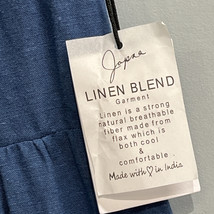 Jopna
LINEN BLEND
Garment
Linen is a strong
natural breathable
fiber made from
flax which is
both cool
&
comfortable
Made with ♡ in India